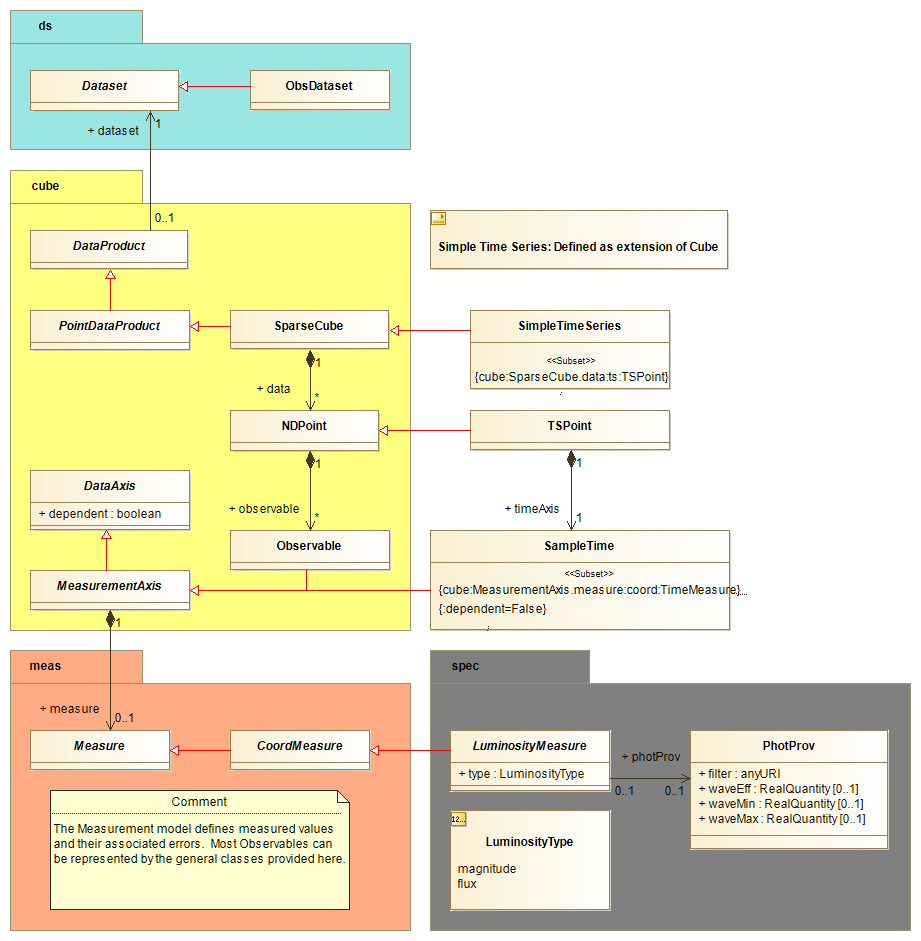 ds
Dataset
ObsDataset
+ dataset
1
0..1
cube
DataProduct
Simple Time Series: Defined as extension of Cube
PointDataProduct
SparseCube
SimpleTimeSeries
<<Subset>>
{cube:SparseCube.data:ts:TSPoint}
1
+ data
*
NDPoint
TSPoint
1
1
DataAxis
+ dependent : boolean
+ observable
*
+ timeAxis
1
Observable
SampleTime
<<Subset>>
{cube:MeasurementAxis.measure:coord:TimeMeasure}...
{:dependent=False}
MeasurementAxis
1
meas
spec
+ measure
0..1
Measure
CoordMeasure
LuminosityMeasure
+ type : LuminosityType
+ photProv
0..1
0..1
PhotProv
+ filter : anyURI
+ waveEff : RealQuantity [0..1]
+ waveMin : RealQuantity [0..1]
+ waveMax : RealQuantity [0..1]
Comment
The Measurement model defines measured values
and their associated errors. Most Observables can
be represented by the general classes provided here.
12...
LuminosityType
magnitude
flux